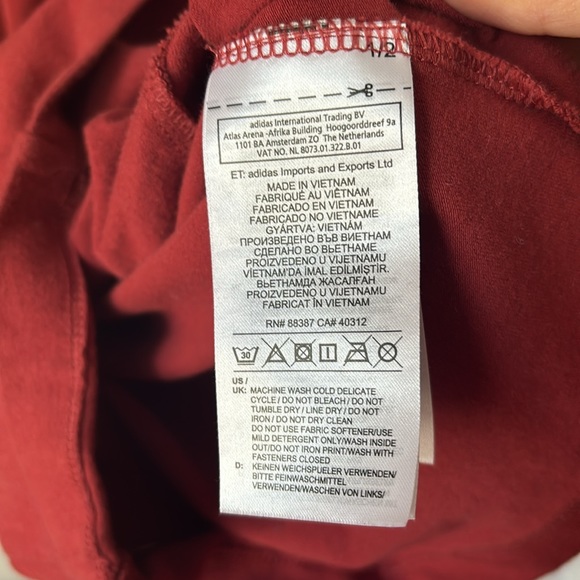 1/2
adidas International Trading BV
Atlas Arena -Afrika Building Hoogoorddreef 9a
1101 BA Amsterdam ZO The Netherlands
VAT NO. NL 8073.01.322.B.01
ET: adidas Imports and Exports Ltd
MADE IN VIETNAM
FABRIQUÉ AU VIÊTNAM
FABRICADO EN VIETNAM
FABRICADO NO VIETNAME
GYÁRTVA: VIETNAM
ПРОИЗВЕДЕНО ВЪВ ВИЕТНАМ
СДЕЛАНО ВО ВЬЕТНАМЕ
PROIZVEDENO U VIJETNAMU
VIETNAM'DA İMAL EDİLMİŞTİR.
ВЬЕТНАМДА ЖАСАЛҒАН
PROIZVEDENO U VIJETNAMU
FABRICAT ÎN VIETNAM
RN# 88387 CA# 40312
30
US /
UK: MACHINE WASH COLD DELICATE
CYCLE / DO NOT BLEACH / DO NOT
TUMBLE DRY / LINE DRY / DO NOT
IRON / DO NOT DRY CLEAN
DO NOT USE FABRIC SOFTENER/USE
MILD DETERGENT ONLY/WASH INSIDE
OUT/DO NOT IRON PRINT/WASH WITH
FASTENERS CLOSED
D: KEINEN WEICHSPUELER VERWENDEN/
BITTE FEINWASCHMITTEL
VERWENDEN/WASCHEN VON LINKS/